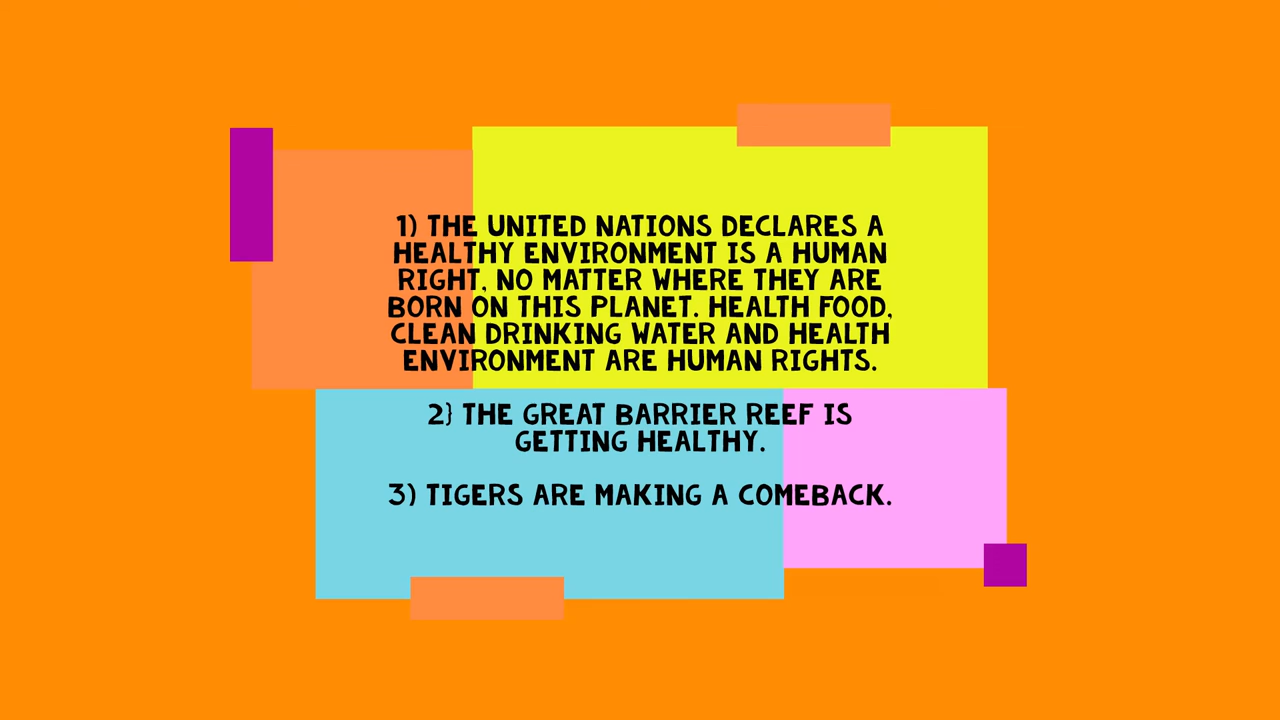 1) THE UNITED NATIONS DECLARES A
HEALTHY ENVIRONMENT IS A HUMAN
RIGHT, NO MATTER WHERE THEY ARE
BORN ON THIS PLANET. HEALTH FOOD,
CLEAN DRINKING WATER AND HEALTH
ENVIRONMENT ARE HUMAN RIGHTS.
2} THE GREAT BARRIER REEF IS
GETTING HEALTHY.
3) TIGERS ARE MAKING A COMEBACK.